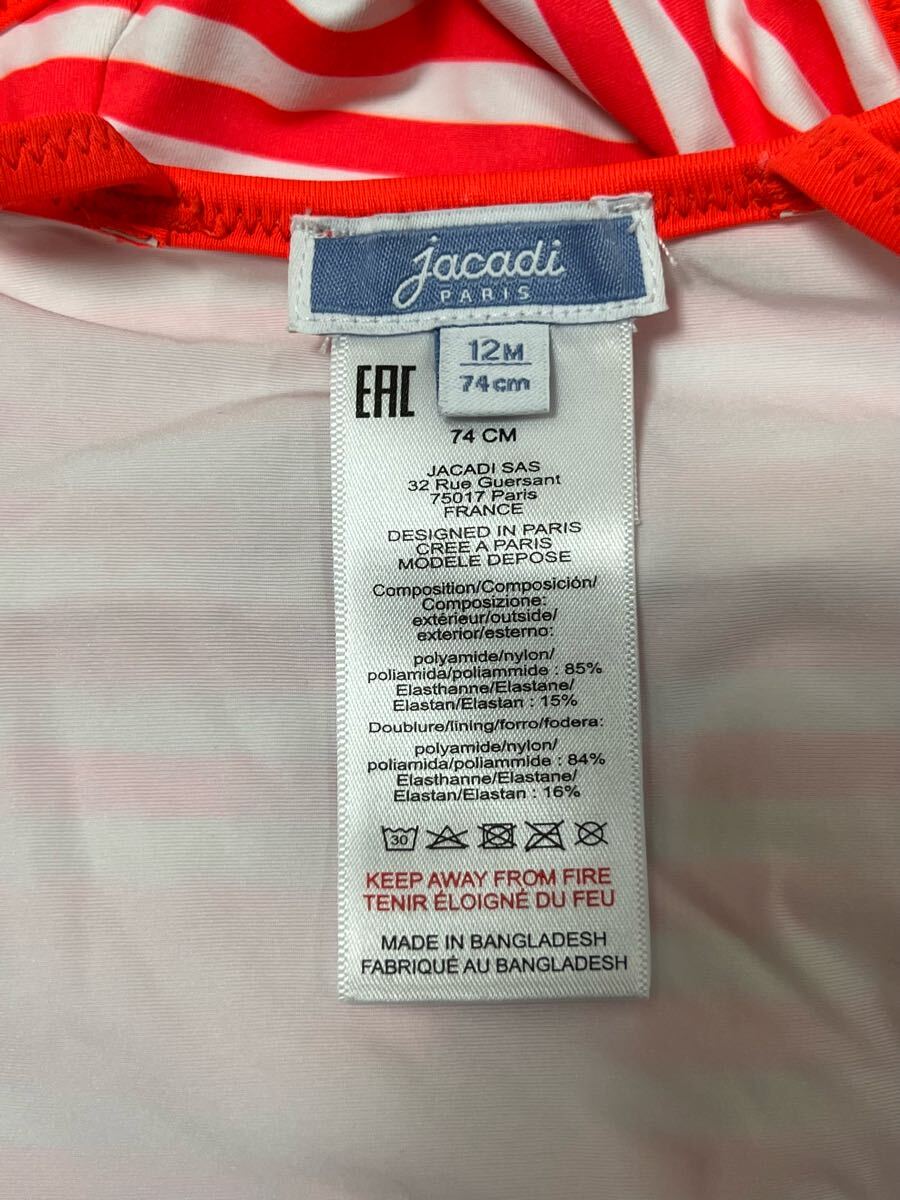 jacadi
PARIS
12M
74cm
EAC
74 CM
JACADI SAS
32 Rue Guersant
75017 Paris
FRANCE
DESIGNED IN PARIS
CREE A PARIS
MODELE DEPOSE
Composition/Composición/
Composizione:
extérieur/outside/
exterior/esterno:
polyamide/nylon/
poliamida/poliammide : 85%
Elasthanne/Elastane/
Elastan/Elastan : 15%
Doublure/lining/forro/fodera:
polyamide/nylon/
poliamida/poliammide : 84%
Elasthanne/Elastane/
Elastan/Elastan : 16%
30
KEEP AWAY FROM FIRE
TENIR ÉLOIGNÉ DU FEU
MADE IN BANGLADESH
FABRIQUÉ AU BANGLADESH